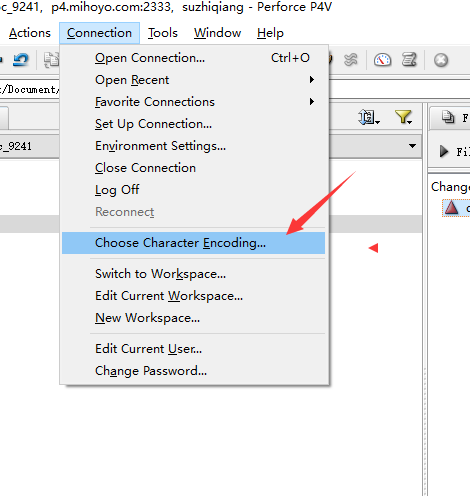 oc_9241, p4.mihoyo.com:2333, suzhiqiang - Perforce P4V
Actions Connection Tools Window Help
Open Connection... Ctrl+O
Open Recent
/Document/
Favorite Connections
Set Up Connection...
F
c_9241
Environment Settings...
Fil
Close Connection
Log Off
Change
Reconnect
Choose Character Encoding...
Switch to Workspace...
Edit Current Workspace...
New Workspace...
Edit Current User...
Change Password...